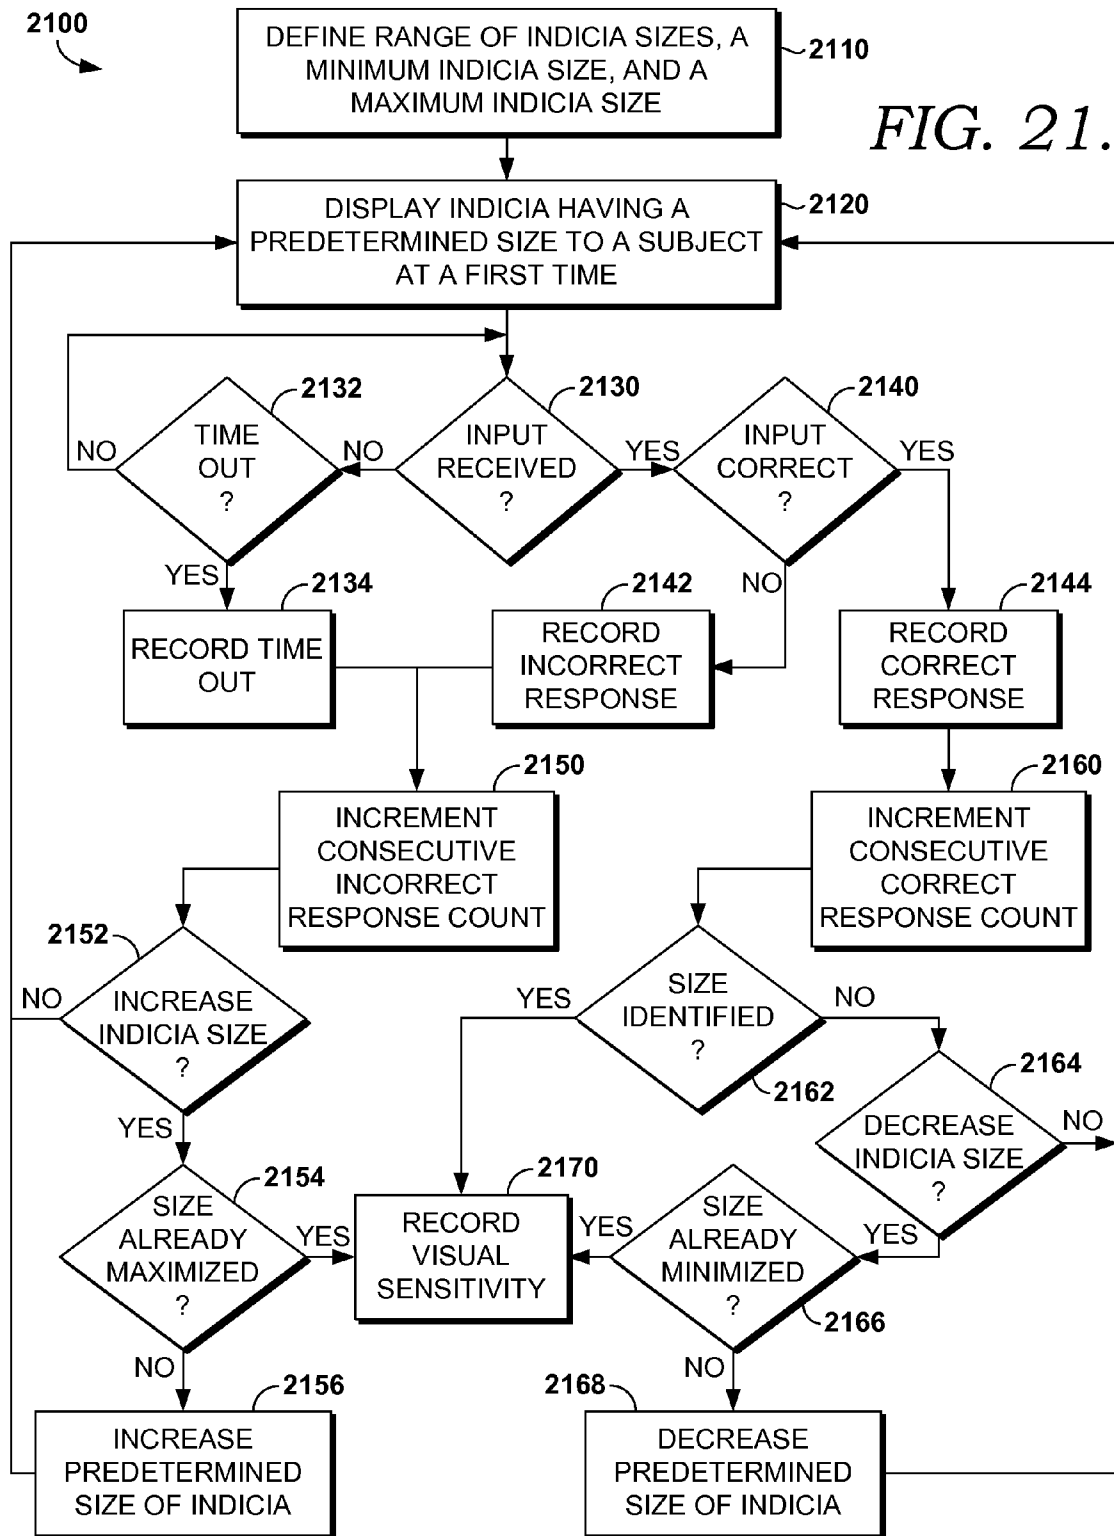 2100
DEFINE RANGE OF INDICIA SIZES, A
MINIMUM INDICIA SIZE, AND A
MAXIMUM INDICIA SIZE
2110
FIG. 21.
DISPLAY INDICIA HAVING A
PREDETERMINED SIZE TO A SUBJECT
AT A FIRST TIME
2120
2132
TIME
OUT
?
NO
YES
NO
2130
INPUT
RECEIVED
?
YES
2140
INPUT
CORRECT
?
YES
NO
2134
RECORD TIME
OUT
2142
RECORD
INCORRECT
RESPONSE
2144
RECORD
CORRECT
RESPONSE
2150
INCREMENT
CONSECUTIVE
INCORRECT
RESPONSE COUNT
2160
INCREMENT
CONSECUTIVE
CORRECT
RESPONSE COUNT
2152
NO
INCREASE
INDICIA SIZE
?
YES
YES
SIZE
IDENTIFIED
?
NO
2162
2164
DECREASE
INDICIA SIZE
?
NO
YES
2154
SIZE
ALREADY
MAXIMIZED
?
YES
NO
2170
RECORD
VISUAL
SENSITIVITY
YES
SIZE
ALREADY
MINIMIZED
?
2166
NO
2156
INCREASE
PREDETERMINED
SIZE OF INDICIA
2168
DECREASE
PREDETERMINED
SIZE OF INDICIA